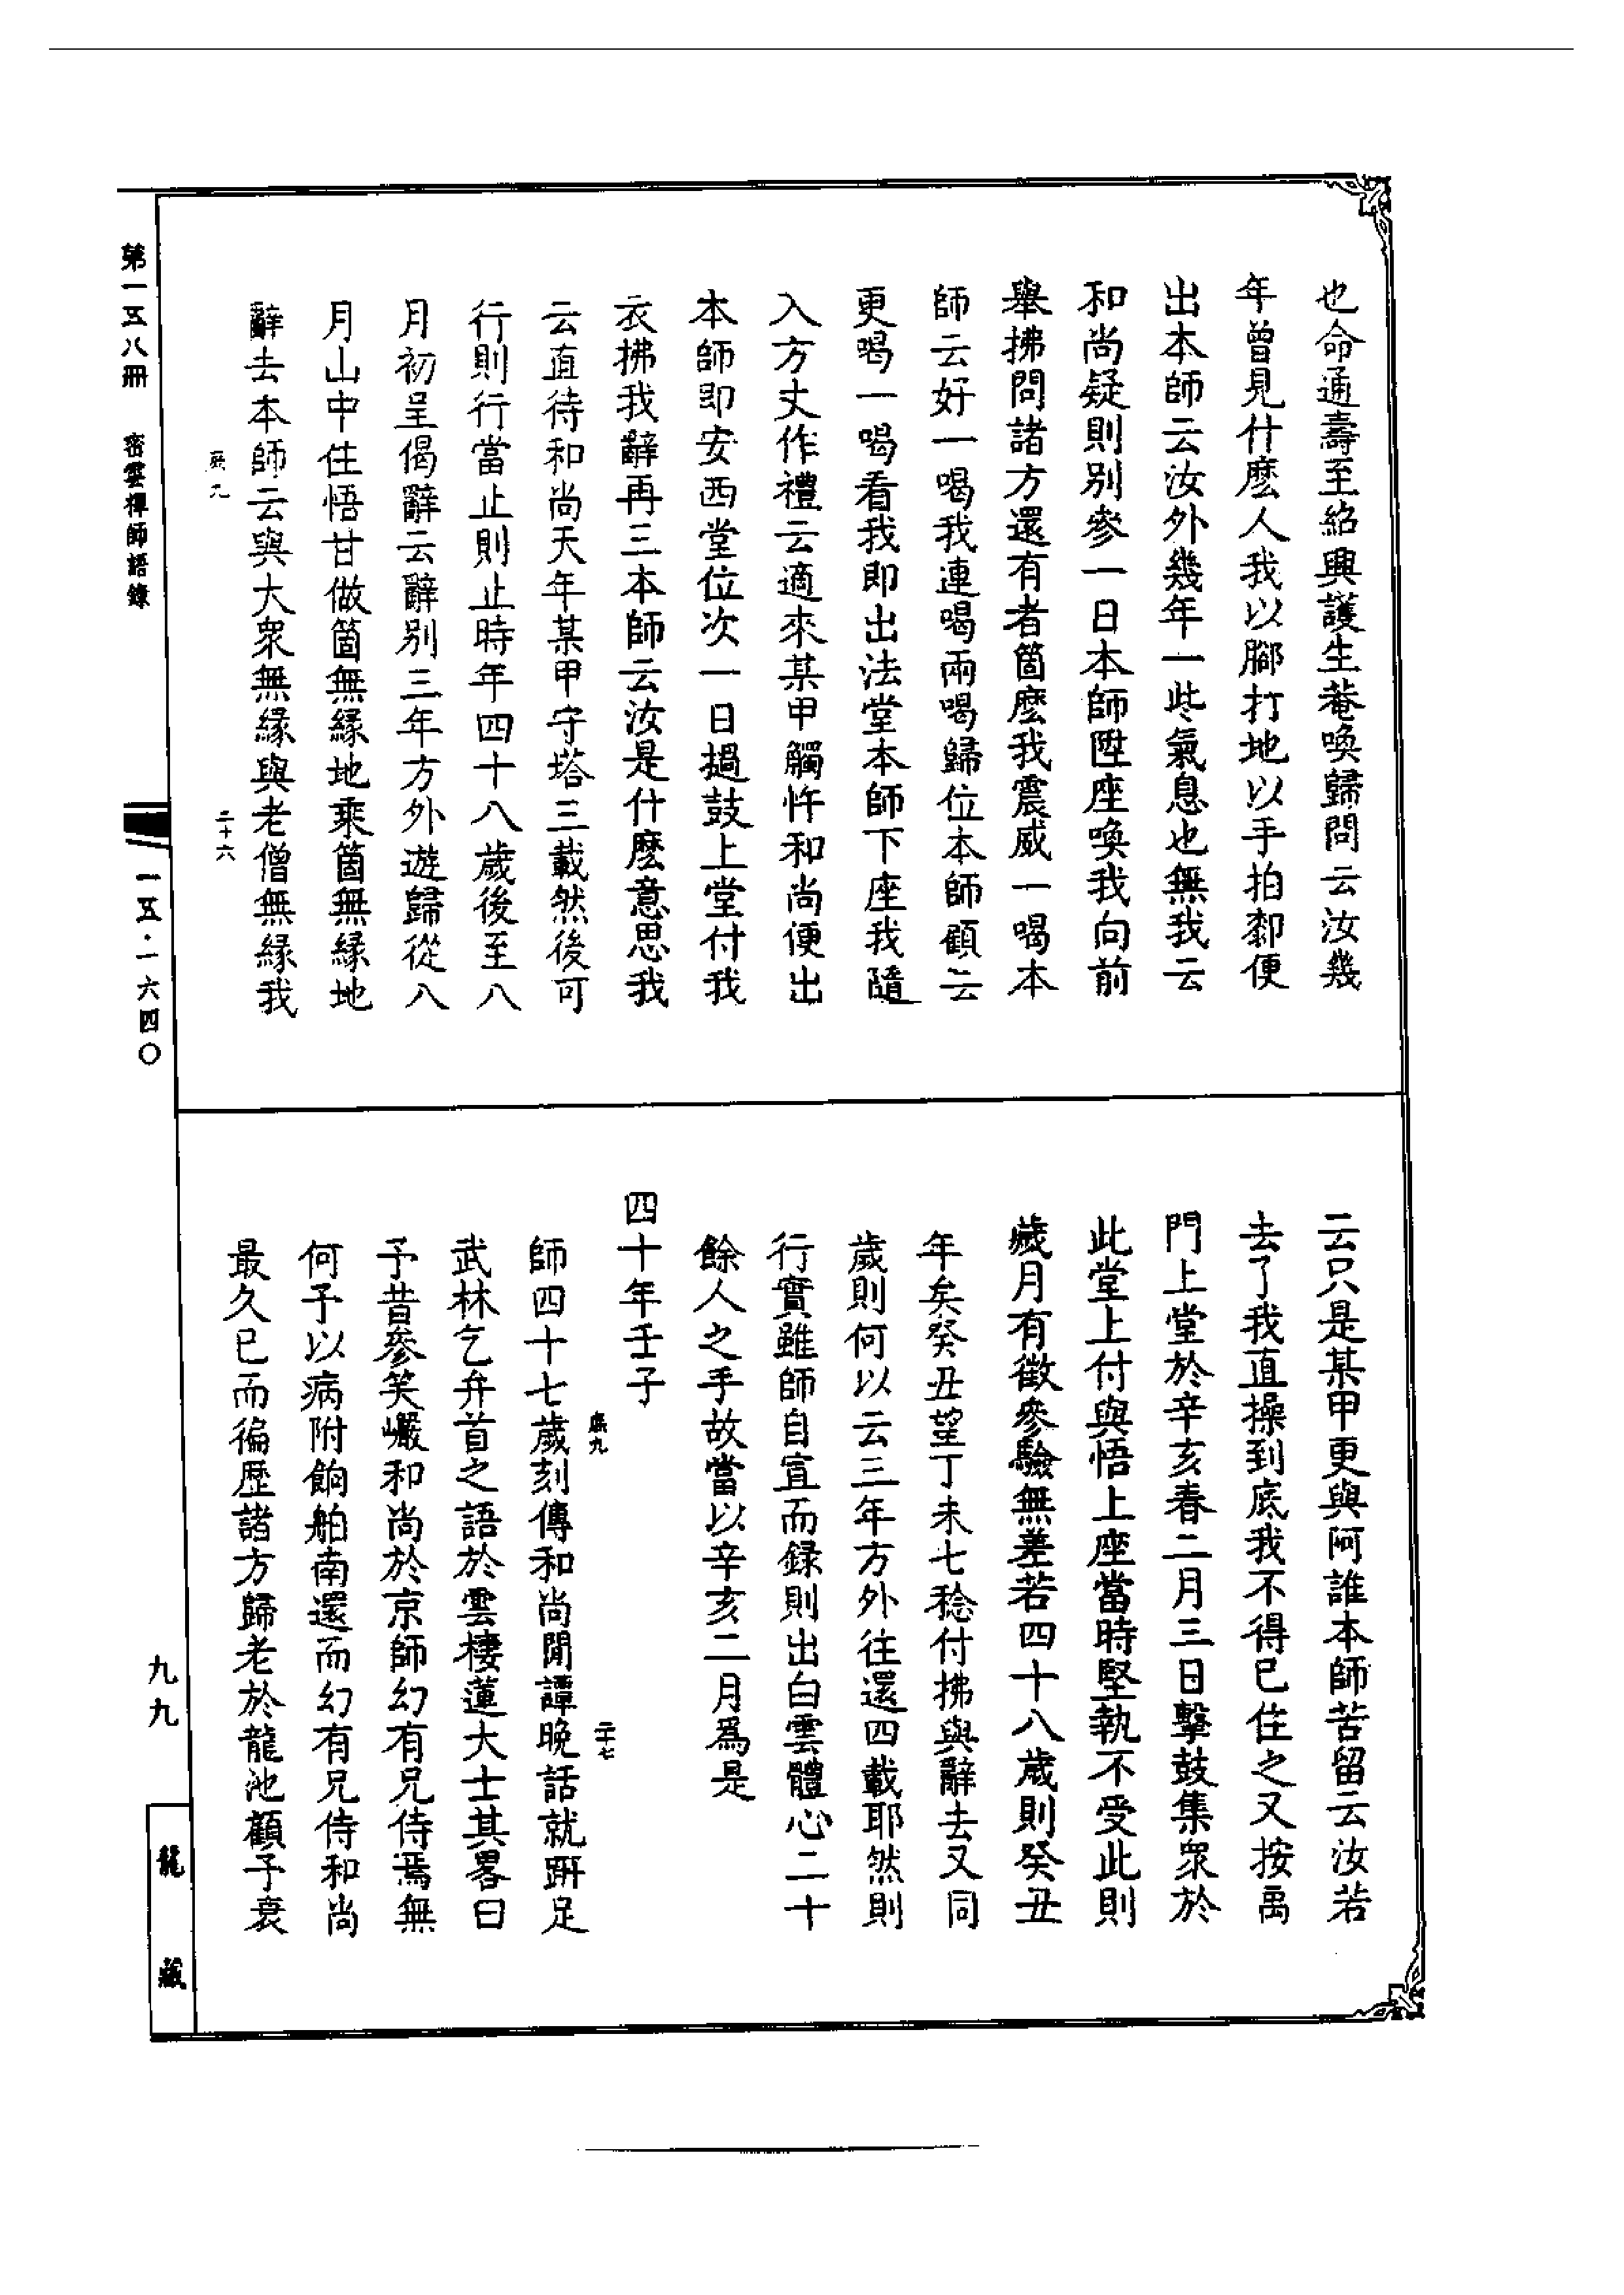 也命通壽至紹興護生菴喚歸問云汝幾
年曾見什麽人我以腳打地以手拍䣛便
出本師云汝外幾年一些氣息也無我云
和尚疑則別參一日本師陞座喚我向前
舉拂問諸方還有者箇麽我震威一喝本
師云好一喝我連喝兩喝歸位本師顧云
更喝一喝看我即出法堂本師下座我隨
入方丈作禮云適來某甲觸忤和尚便出
本師即安西堂位次一日撾鼓上堂付我
衣拂我辭再三本師云汝是什麽意思我
云直待和尚天年某甲守塔三載然後可
行則行當止則止時年四十八歲後至八
月初呈偈辭云辭別三年方外遊歸從八
月山中住悟甘做箇無緣地乘箇無緣地
辭去本師云與大衆無緣與老僧無緣我
二十六
云只是某甲更與阿誰本師苦留云汝若
去了我直操到底我不得已住之又按禹
門上堂於辛亥春二月三日擊鼓集衆於
此堂上付與悟上座當時堅執不受此則
歲月有徵參驗無差若四十八歲則癸丑
年矣癸丑望丁未七稔付拂與辭去又同
歲則何以云三年方外往還四載耶然則
行實雖師自宣而録則出白雲體心二十
餘人之手故當以辛亥二月爲是
四十年壬子
二十七
師四十七歲刻傳和尚閒譚晚話就趼足
武林乞弁首之語於雲棲蓮大士其畧曰
予昔參笑巖和尚於京師幻有兄侍焉無
何予以病附餉舶南還而幻有兄侍和尚
最久已而徧歷諸方歸老於龍池顧予衰
第一五八冊　密雲禪師語錄
一五·一六四〇
九九
龍藏